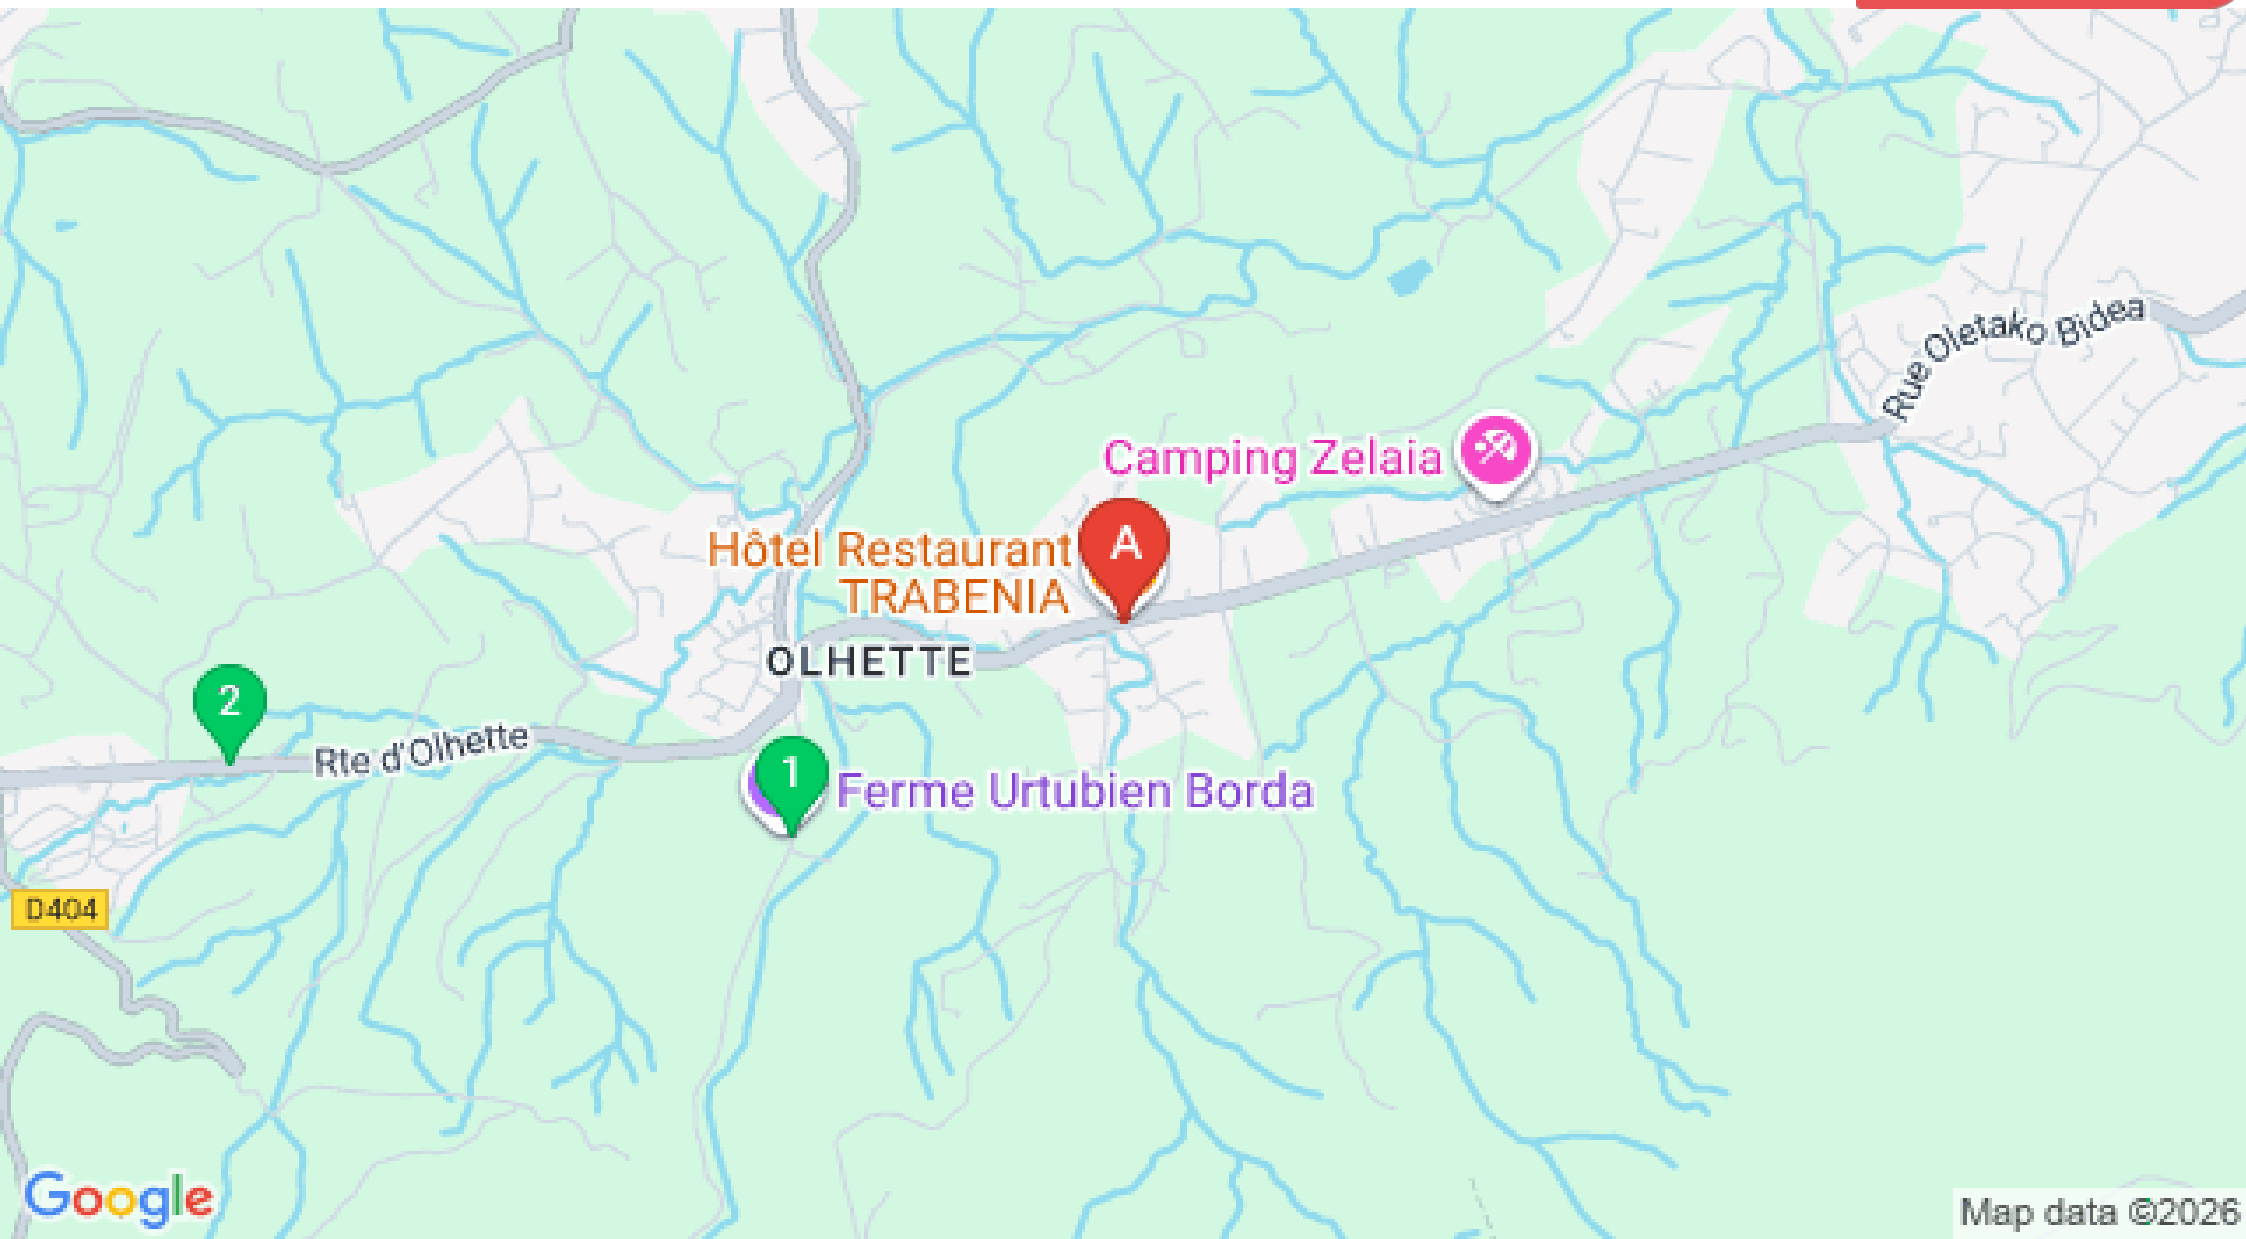 Rue Oletako Bidea
Camping Zelaia
A
Hôtel Restaurant
TRABENIA
OLHETTE
2
Rte d'Olhette
1
Ferme Urtubien Borda
D404
Google
Map data ©2026